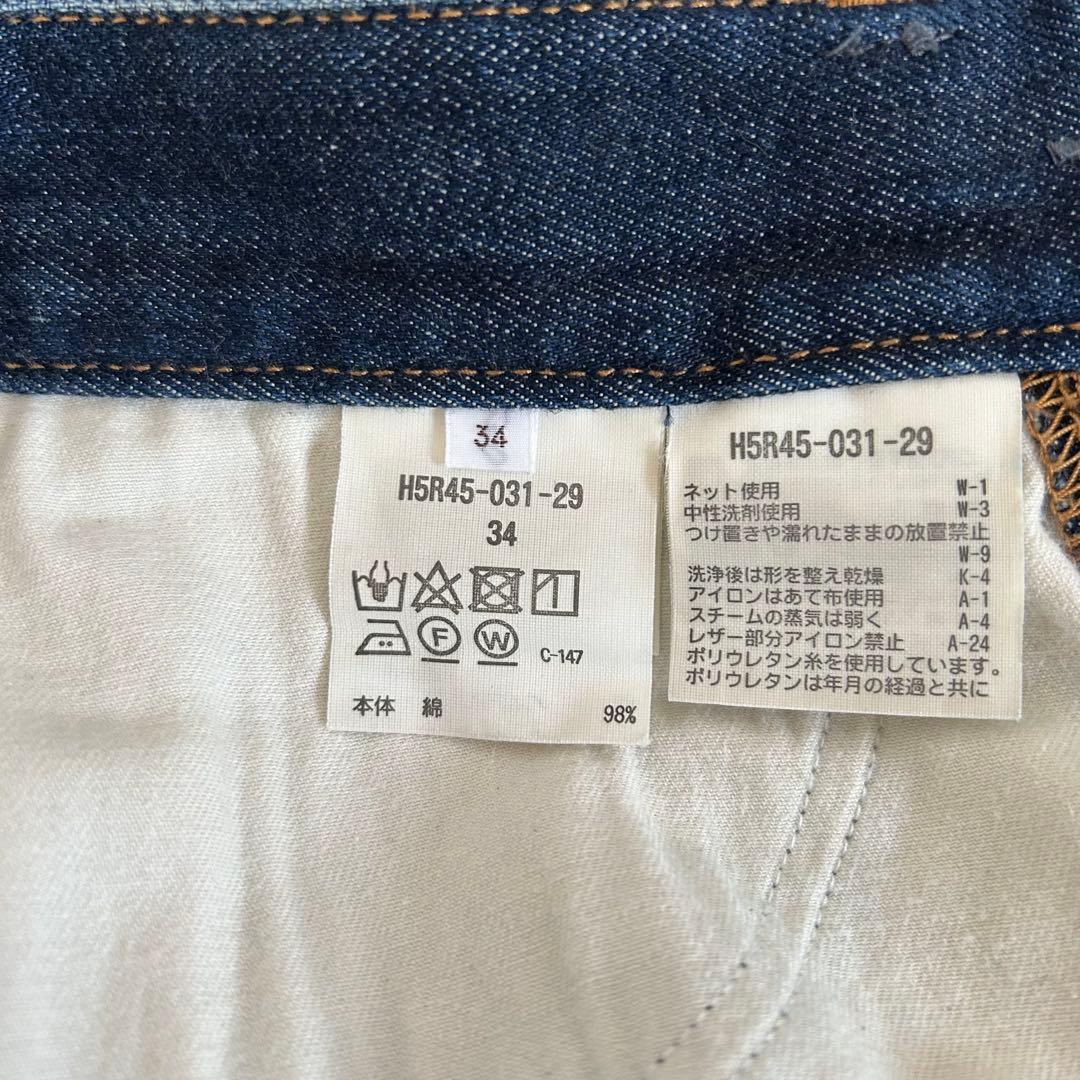 34
H5R45-031-29
34
F W C-147
本体 綿 98%
H5R45-031-29
ネット使用 W-1
中性洗剤使用 W-3
つけ置きや濡れたままの放置禁止
W-9
洗浄後は形を整え乾燥 K-4
アイロンはあて布使用 A-1
スチームの蒸気は弱く A-4
レザー部分アイロン禁止 A-24
ポリウレタン糸を使用しています。
ポリウレタンは年月の経過と共に